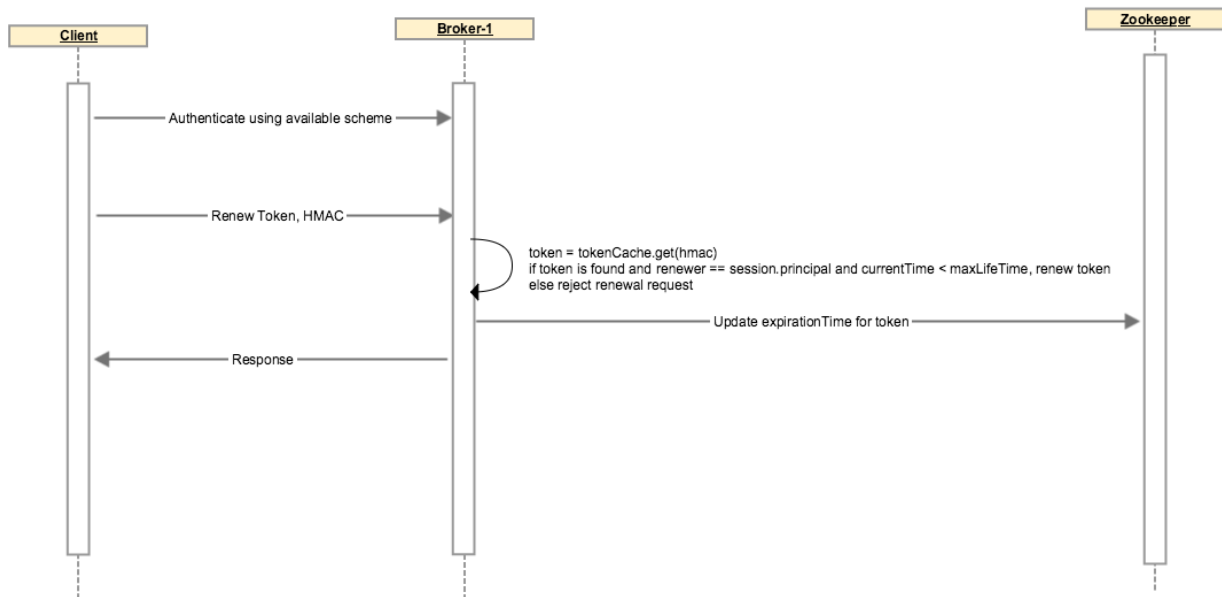 Client
Broker-1
Zookeeper
Authenticate using available scheme
Renew Token, HMAC
token = tokenCache.get(hmac)
if token is found and renewer == session.principal and currentTime < maxLifeTime, renew token
else reject renewal request
Update expirationTime for token
Response